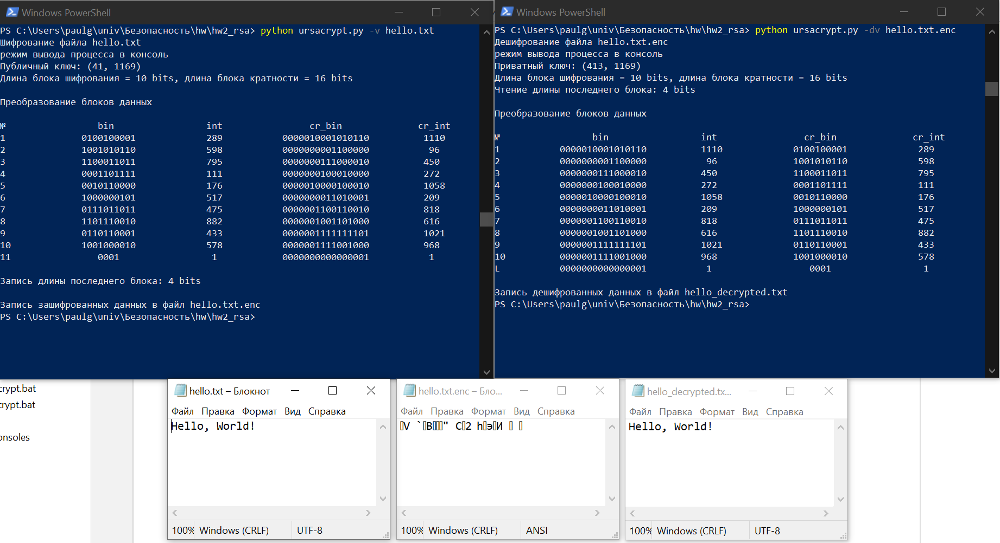 Windows PowerShell
PS C:\Users\paulg\univ\Безопасность\hw\hw2_rsa> python ursacrypt.py -v hello.txt
Шифрование файла hello.txt
режим вывода процесса в консоль
Публичный ключ: (41, 1169)
Длина блока шифрования = 10 bits, длина блока кратности = 16 bits
Преобразование блоков данных
№ bin int cr_bin cr_int
1 0100100001 289 0000010001010110 1110
2 1001010110 598 0000000001100000 96
3 1100011011 795 0000000111000010 450
4 0001101111 111 0000000100010000 272
5 0010110000 176 0000010000100010 1058
6 1000000101 517 0000000011010001 209
7 0111011011 475 0000001100110010 818
8 1101110010 882 0000001001101000 616
9 0110110001 433 0000001111111101 1021
10 1001000010 578 0000001111001000 968
11 0001 1 0000000000000001 1
Запись длины последнего блока: 4 bits
Запись зашифрованных данных в файл hello.txt.enc
PS C:\Users\paulg\univ\Безопасность\hw\hw2_rsa>
Windows PowerShell
PS C:\Users\paulg\univ\Безопасность\hw\hw2_rsa> python ursacrypt.py -dv hello.txt.enc
Дешифрование файла hello.txt.enc
режим вывода процесса в консоль
Приватный ключ: (413, 1169)
Длина блока шифрования = 10 bits, длина блока кратности = 16 bits
Чтение длины последнего блока: 4 bits
Преобразование блоков данных
№ bin int cr_bin cr_int
1 0000010001010110 1110 0100100001 289
2 0000000001100000 96 1001010110 598
3 0000000111000010 450 1100011011 795
4 0000000100010000 272 0001101111 111
5 0000010000100010 1058 0010110000 176
6 0000000011010001 209 1000000101 517
7 0000001100110010 818 0111011011 475
8 0000001001101000 616 1101110010 882
9 0000001111111101 1021 0110110001 433
10 0000001111001000 968 1001000010 578
L 0000000000000001 1 0001 1
Запись дешифрованных данных в файл hello_decrypted.txt
PS C:\Users\paulg\univ\Безопасность\hw\hw2_rsa>
crypt.bat
crypt.bat
onsoles
hello.txt – Блокнот
Файл Правка Формат Вид Справка
Hello, World!
100% Windows (CRLF) UTF-8
hello.txt.enc – Бло...
Файл Правка Формат Вид Справка
V ` В " С 2 h э И
100% Windows (CRLF) ANSI
hello_decrypted.tx...
Файл Правка Формат Вид Справка
Hello, World!
100% Windows (CRLF) UTF-8